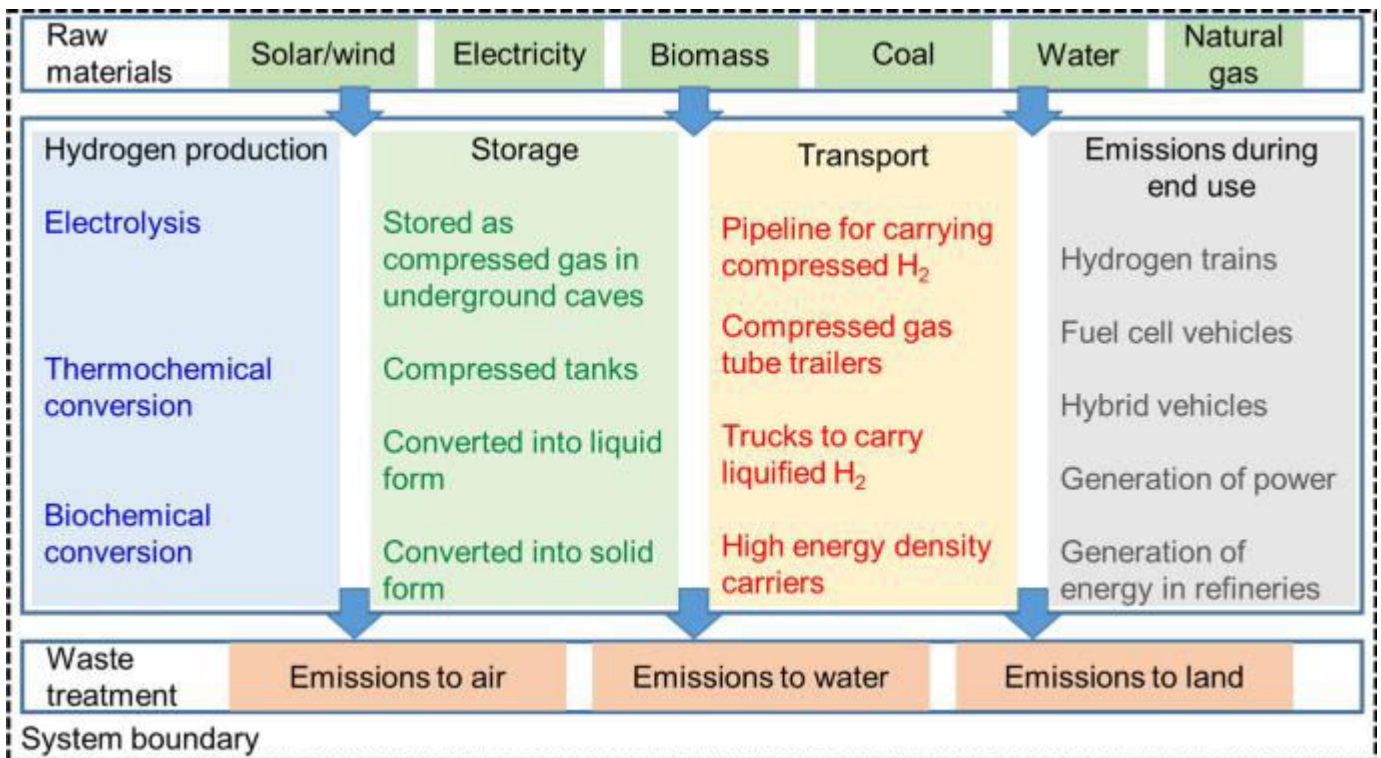 Raw
materials
Solar/wind
Electricity
Biomass
Coal
Water
Natural
gas
Hydrogen production
Electrolysis
Thermochemical
conversion
Biochemical
conversion
Storage
Stored as
compressed gas in
underground caves
Compressed tanks
Converted into liquid
form
Converted into solid
form
Transport
Pipeline for carrying
compressed H₂
Compressed gas
tube trailers
Trucks to carry
liquified H₂
High energy density
carriers
Emissions during
end use
Hydrogen trains
Fuel cell vehicles
Hybrid vehicles
Generation of power
Generation of
energy in refineries
Waste
treatment
Emissions to air
Emissions to water
Emissions to land
System boundary